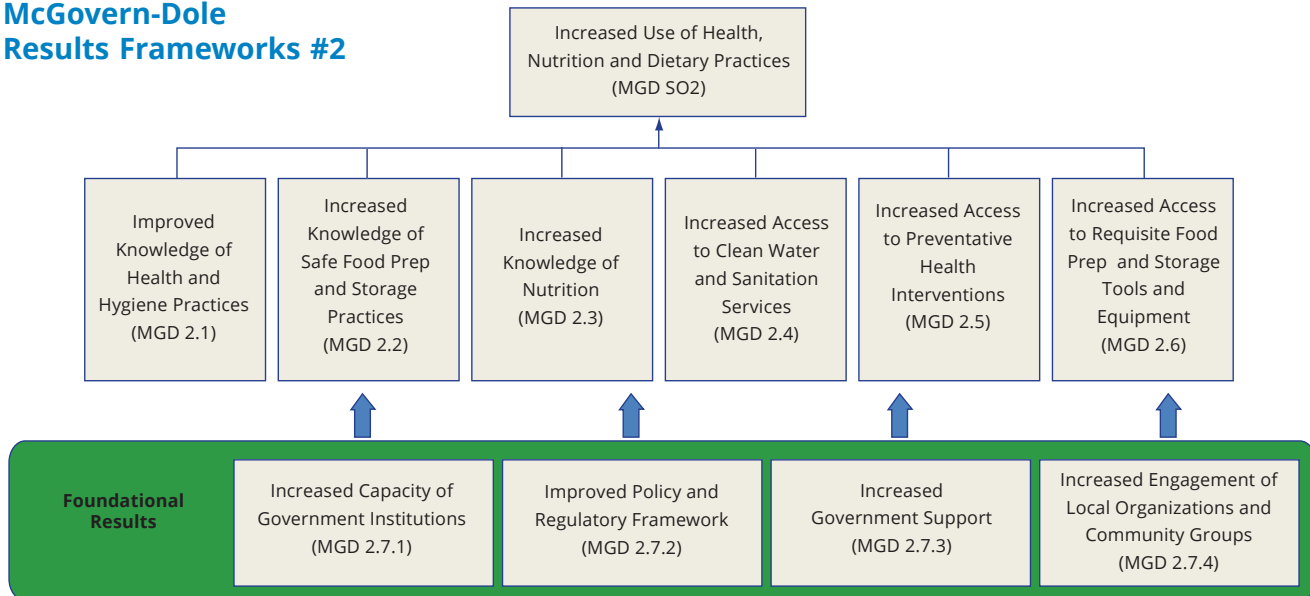 McGovern-Dole
Results Frameworks #2
Increased Use of Health,
Nutrition and Dietary Practices
(MGD SO2)
Improved
Knowledge of
Health and
Hygiene Practices
(MGD 2.1)
Increased
Knowledge of
Safe Food Prep
and Storage
Practices
(MGD 2.2)
Increased
Knowledge of
Nutrition
(MGD 2.3)
Increased Access
to Clean Water
and Sanitation
Services
(MGD 2.4)
Increased Access
to Preventative
Health
Interventions
(MGD 2.5)
Increased Access
to Requisite Food
Prep and Storage
Tools and
Equipment
(MGD 2.6)
Foundational
Results
Increased Capacity of
Government Institutions
(MGD 2.7.1)
Improved Policy and
Regulatory Framework
(MGD 2.7.2)
Increased
Government Support
(MGD 2.7.3)
Increased Engagement of
Local Organizations and
Community Groups
(MGD 2.7.4)